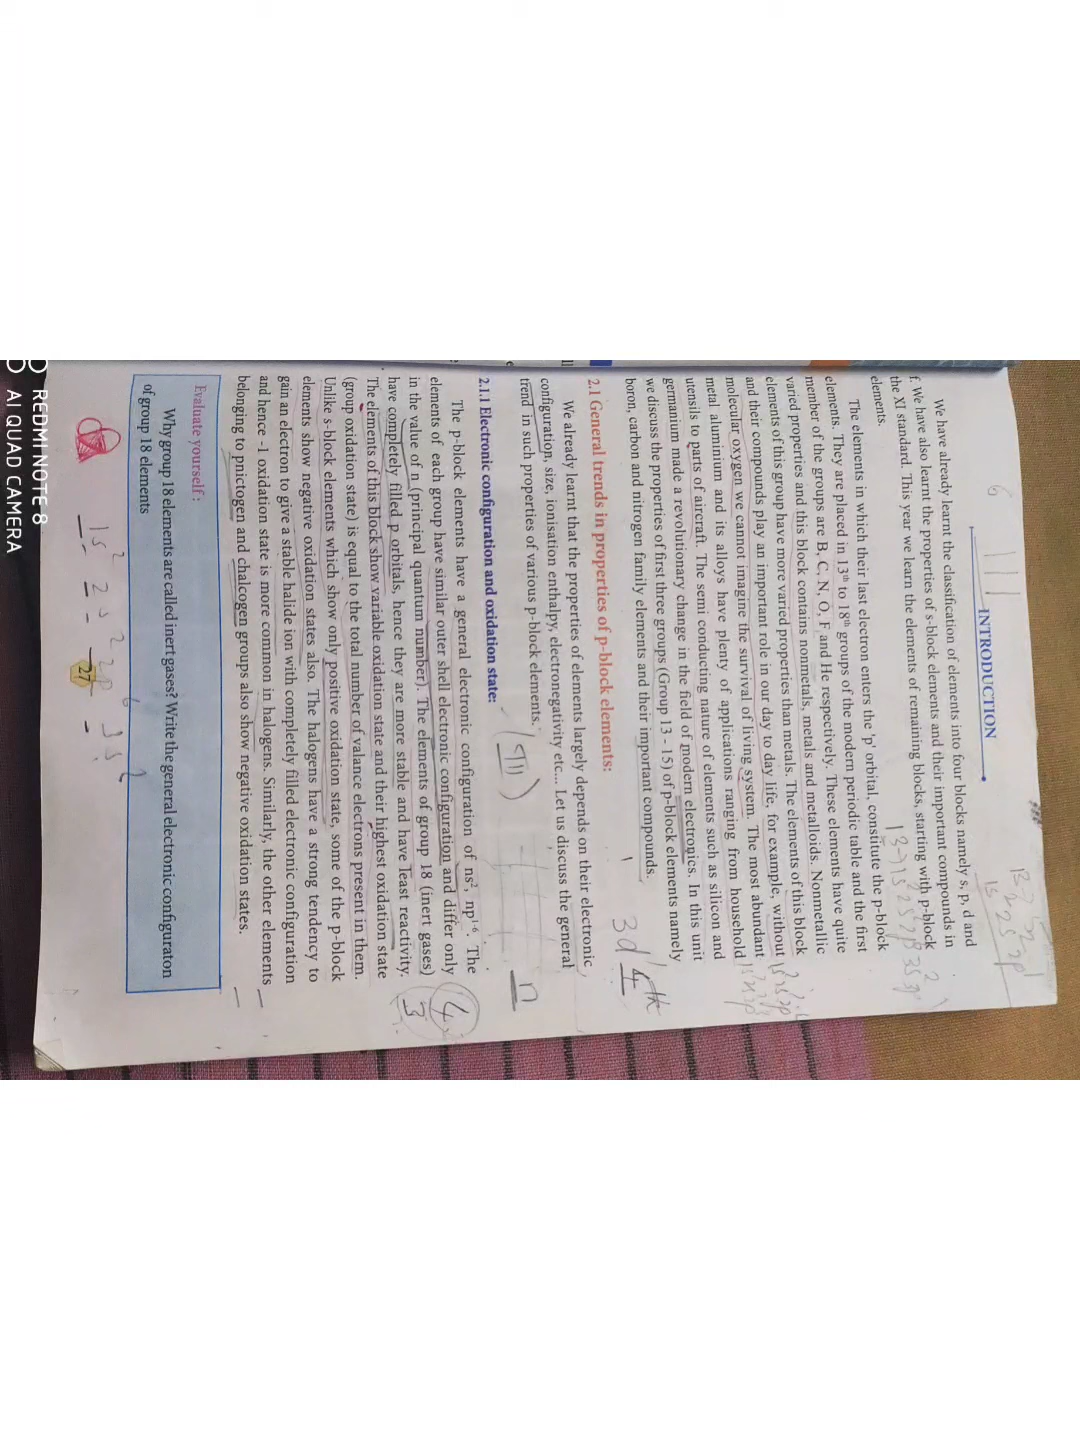 INTRODUCTION
We have already learnt the classification of elements into four blocks namely s, p, d and
f. We have also learnt the properties of s-block elements and their important compounds in
the XI standard. This year we learn the elements of remaining blocks, starting with p-block
elements.
The elements in which their last electron enters the 'p' orbital, constitute the p-block
elements. They are placed in 13th to 18th groups of the modern periodic table and the first
member of the groups are B, C, N, O, F and He respectively. These elements have quite
varied properties and this block contains nonmetals, metals and metalloids. Nonmetallic
elements of this group have more varied properties than metals. The elements of this block
and their compounds play an important role in our day to day life, for example, without
molecular oxygen we cannot imagine the survival of living system. The most abundant
metal aluminium and its alloys have plenty of applications ranging from household
utensils to parts of aircraft. The semi conducting nature of elements such as silicon and
germanium made a revolutionary change in the field of modern electronics. In this unit
we discuss the properties of first three groups (Group 13 - 15) of p-block elements namely
boron, carbon and nitrogen family elements and their important compounds.
3d 4th
2.1 General trends in properties of p-block elements:
We already learnt that the properties of elements largely depends on their electronic
configuration, size, ionisation enthalpy, electronegativity etc... Let us discuss the general
trend in such properties of various p-block elements.
n
2.1.1 Electronic configuration and oxidation state:
The p-block elements have a general electronic configuration of ns², np¹⁻⁶. The
elements of each group have similar outer shell electronic configuration and differ only
in the value of n (principal quantum number). The elements of group 18 (inert gases)
have completely filled p orbitals, hence they are more stable and have least reactivity.
The elements of this block show variable oxidation state and their highest oxidation state
(group oxidation state) is equal to the total number of valance electrons present in them.
Unlike s-block elements which show only positive oxidation state, some of the p-block
elements show negative oxidation states also. The halogens have a strong tendency to
gain an electron to give a stable halide ion with completely filled electronic configuration
and hence -1 oxidation state is more common in halogens. Similarly, the other elements
belonging to pnictogen and chalcogen groups also show negative oxidation states.
4
3
Evaluate yourself :
Why group 18 elements are called inert gases? Write the general electronic configuraton
of group 18 elements
27
1s² 2s² 2p⁶ 3s²
REDMI NOTE 8
AI QUAD CAMERA